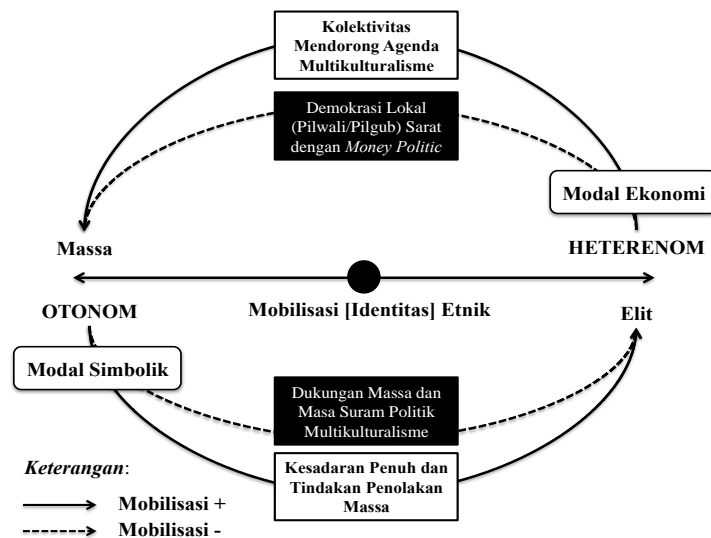 Kolektivitas
Mendorong Agenda
Multikulturalisme
Demokrasi Lokal
(Pilwali/Pilgub) Sarat
dengan Money Politic
Modal Ekonomi
Massa
HETERENOM
Mobilisasi [Identitas] Etnik
OTONOM
Elit
Modal Simbolik
Dukungan Massa dan
Masa Suram Politik
Multikulturalisme
Kesadaran Penuh dan
Tindakan Penolakan
Massa
Keterangan:
Mobilisasi +
Mobilisasi -